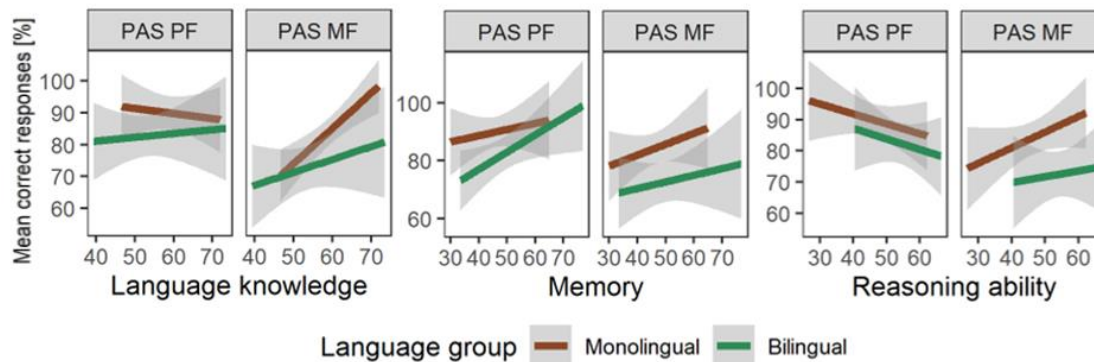 PAS PF PAS MF PAS PF PAS MF PAS PF PAS MF
Mean correct responses [%]
100
90
80
70
60
100
80
60
100
90
80
70
60
40 50 60 70 40 50 60 70 30 40 50 60 70 30 40 50 60 70 30 40 50 60 30 40 50 60
Language knowledge Memory Reasoning ability
Language group Monolingual Bilingual